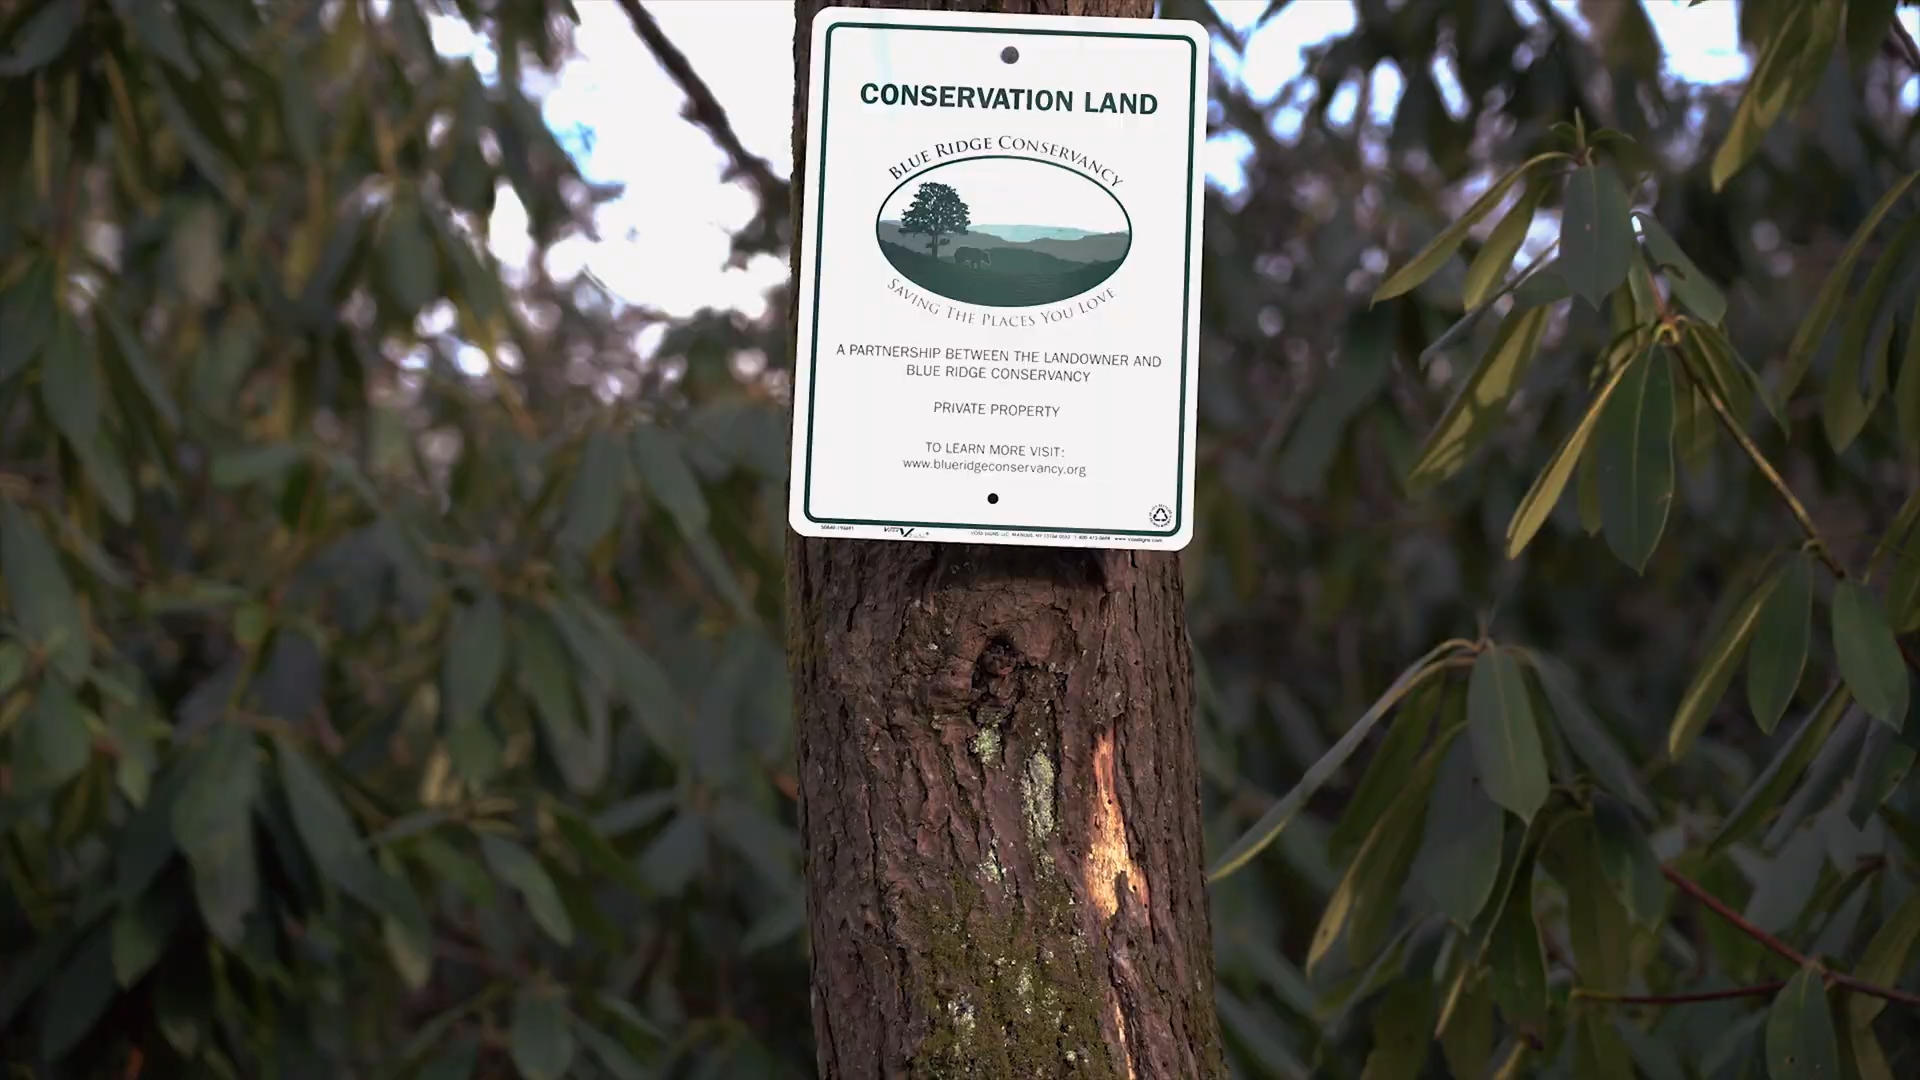 CONSERVATION LAND
BLUE RIDGE CONSERVANCY
SAVING THE PLACES YOU LOVE
A PARTNERSHIP BETWEEN THE LANDOWNER AND
BLUE RIDGE CONSERVANCY
PRIVATE PROPERTY
TO LEARN MORE VISIT:
www.blueridgeconservancy.org